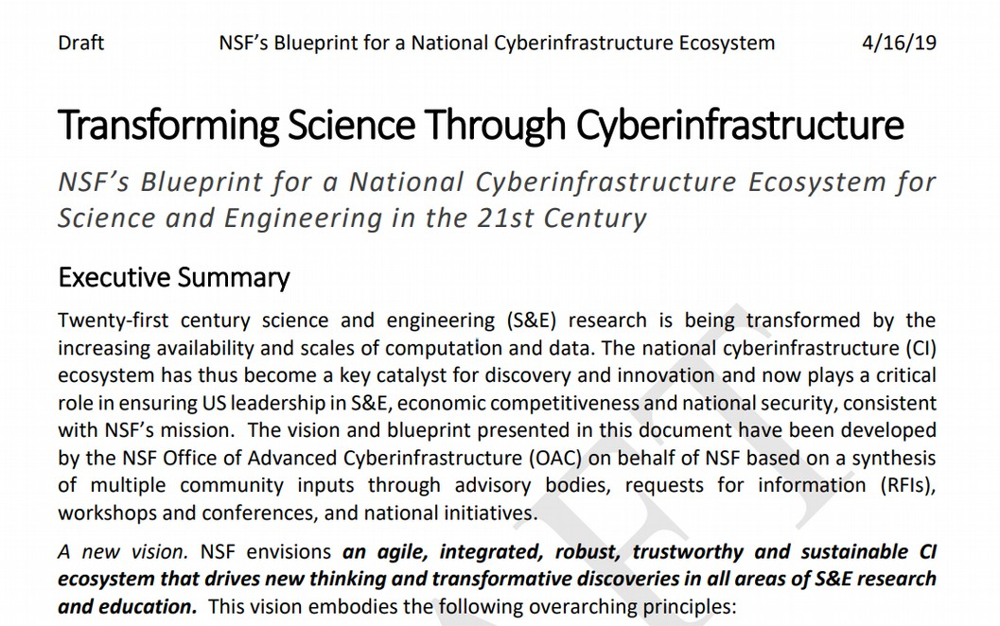 Draft NSF’s Blueprint for a National Cyberinfrastructure Ecosystem 4/16/19
Transforming Science Through Cyberinfrastructure
NSF’s Blueprint for a National Cyberinfrastructure Ecosystem for
Science and Engineering in the 21st Century
Executive Summary
Twenty-first century science and engineering (S&E) research is being transformed by the
increasing availability and scales of computation and data. The national cyberinfrastructure (CI)
ecosystem has thus become a key catalyst for discovery and innovation and now plays a critical
role in ensuring US leadership in S&E, economic competitiveness and national security, consistent
with NSF’s mission.  The vision and blueprint presented in this document have been developed
by the NSF Office of Advanced Cyberinfrastructure (OAC) on behalf of NSF based on a synthesis
of multiple community inputs through advisory bodies, requests for information (RFIs),
workshops and conferences, and national initiatives.
A new vision. NSF envisions an agile, integrated, robust, trustworthy and sustainable CI
ecosystem that drives new thinking and transformative discoveries in all areas of S&E research
and education.  This vision embodies the following overarching principles: